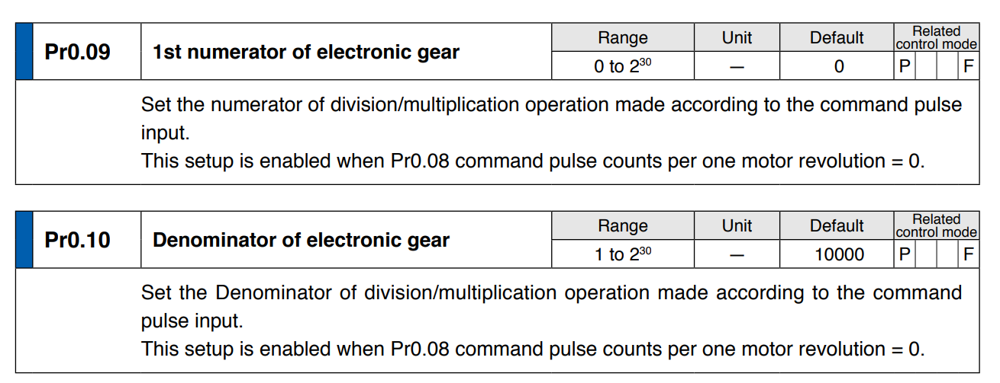 Pr0.09 1st numerator of electronic gear Range Unit Default Related control mode
0 to 2³⁰ — 0 P F
Set the numerator of division/multiplication operation made according to the command pulse
input.
This setup is enabled when Pr0.08 command pulse counts per one motor revolution = 0.
Pr0.10 Denominator of electronic gear Range Unit Default Related control mode
1 to 2³⁰ — 10000 P F
Set the Denominator of division/multiplication operation made according to the command
pulse input.
This setup is enabled when Pr0.08 command pulse counts per one motor revolution = 0.